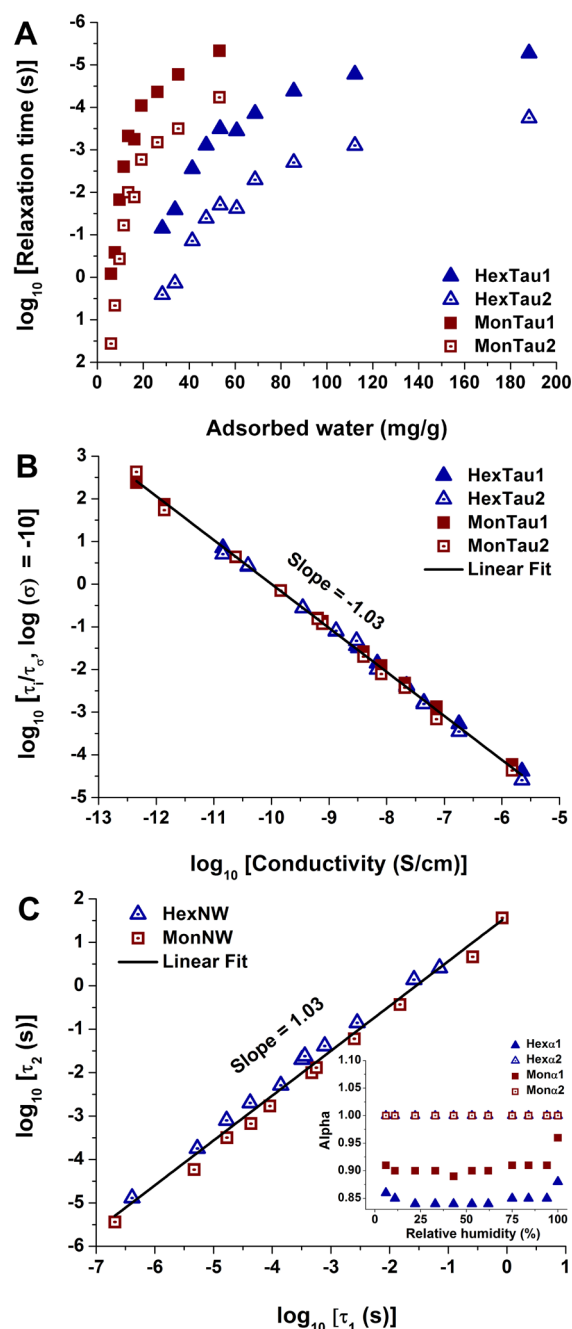 A
log10 [Relaxation time (s)]
-6
-5
-4
-3
-2
-1
0
1
2
HexTau1
HexTau2
MonTau1
MonTau2
0 20 40 60 80 100 120 140 160 180 200
Adsorbed water (mg/g)
B
log10 [τi/τσ, log (σ) = -10]
3
2
1
0
-1
-2
-3
-4
-5
HexTau1
HexTau2
MonTau1
MonTau2
Linear Fit
Slope = -1.03
-13 -12 -11 -10 -9 -8 -7 -6 -5
log10 [Conductivity (S/cm)]
C
log10 [τ2 (s)]
2
1
0
-1
-2
-3
-4
-5
-6
HexNW
MonNW
Linear Fit
Slope = 1.03
Hexα1
Hexα2
Monα1
Monα2
Alpha
1.10
1.05
1.00
0.95
0.90
0.85
0 25 50 75 100
Relative humidity (%)
-7 -6 -5 -4 -3 -2 -1 0 1
log10 [τ1 (s)]